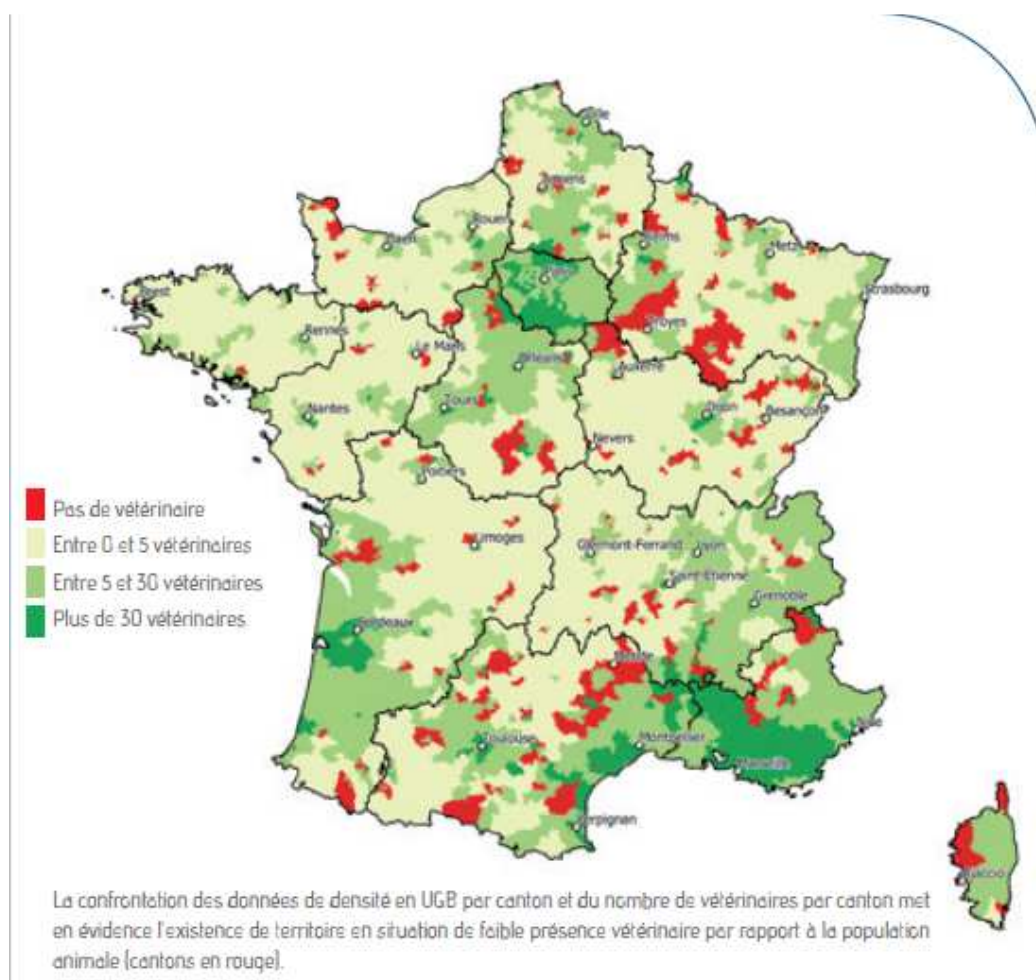 Lille
Amiens
Rouen
Caen
Reims
Metz
Paris
Strasbourg
Brest
Rennes
Le Mans
Troyes
Orléans
Auxerre
Nantes
Tours
Dijon
Besançon
Nevers
Poitiers
Pas de vétérinaire
Entre 0 et 5 vétérinaires
Entre 5 et 30 vétérinaires
Plus de 30 vétérinaires
Limoges
Clermont-Ferrand
Lyon
Saint-Etienne
Grenoble
Bordeaux
Mende
Toulouse
Montpellier
Nice
Marseille
Perpignan
Ajaccio
La confrontation des données de densité en UGB par canton et du nombre de vétérinaires par canton met
en évidence l'existence de territoire en situation de faible présence vétérinaire par rapport à la population
animale (cantons en rouge).